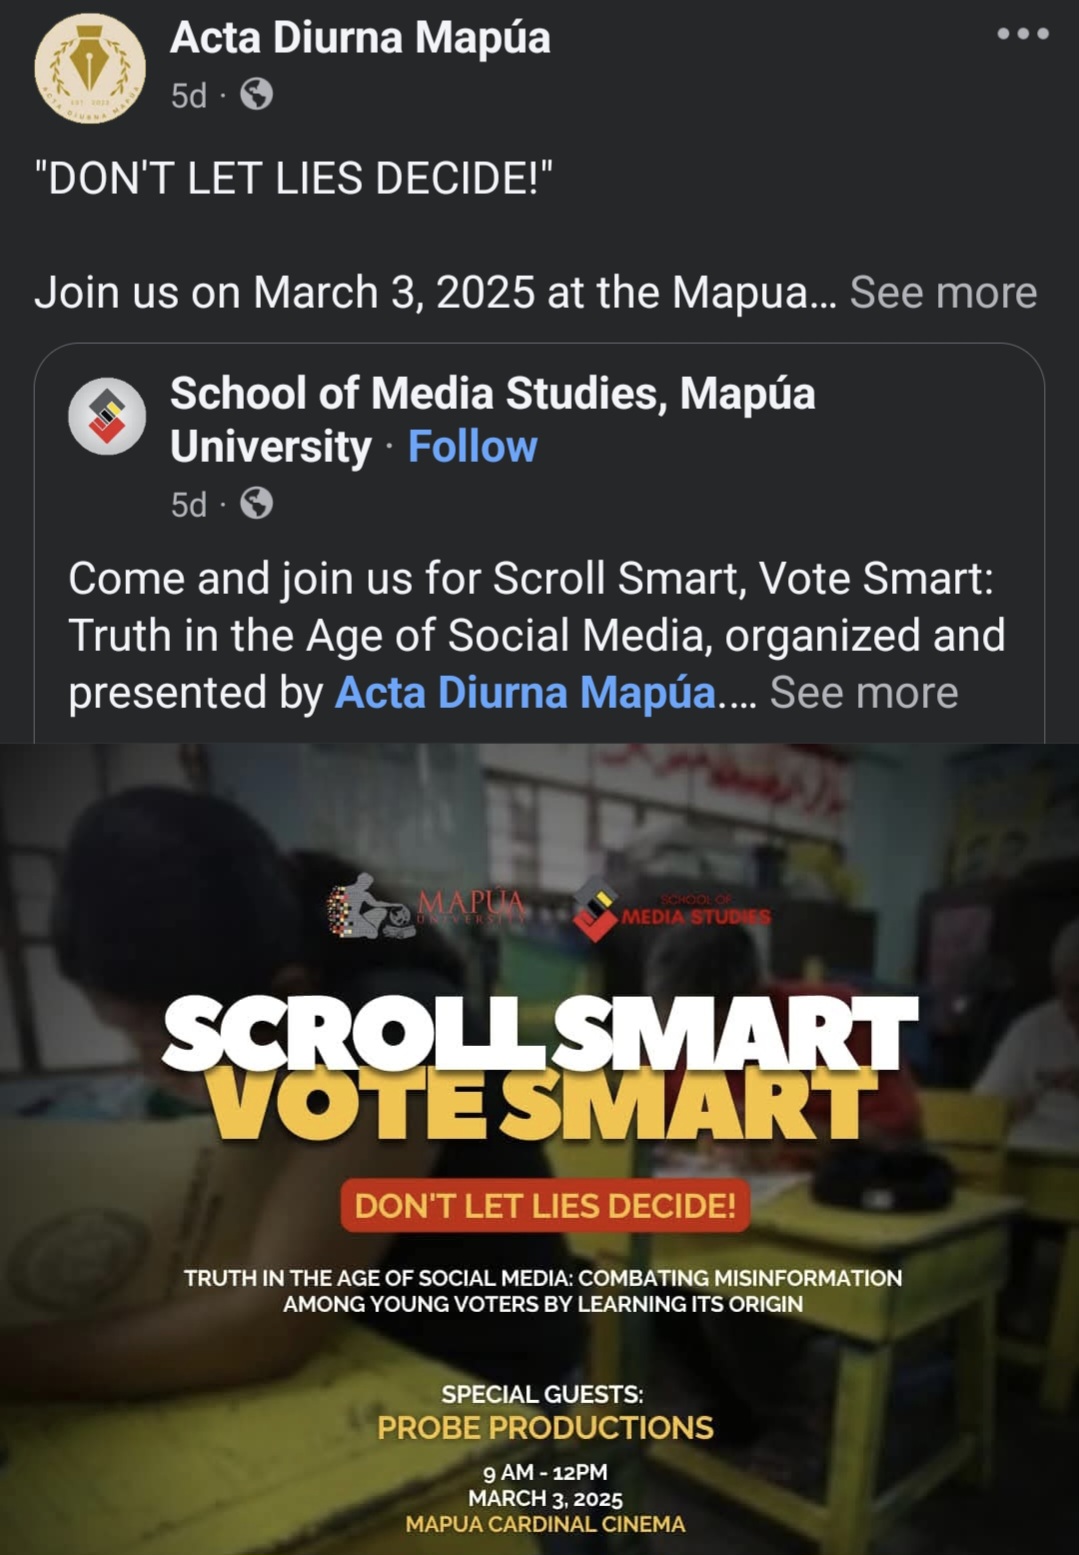 Acta Diurna Mapúa
5d ·
"DON'T LET LIES DECIDE!"
Join us on March 3, 2025 at the Mapua... See more
School of Media Studies, Mapúa
University · Follow
5d ·
Come and join us for Scroll Smart, Vote Smart:
Truth in the Age of Social Media, organized and
presented by Acta Diurna Mapúa.... See more
MAPÚA
UNIVERSITY
SCHOOL OF
MEDIA STUDIES
SCROLL SMART
VOTE SMART
DON'T LET LIES DECIDE!
TRUTH IN THE AGE OF SOCIAL MEDIA: COMBATING MISINFORMATION
AMONG YOUNG VOTERS BY LEARNING ITS ORIGIN
SPECIAL GUESTS:
PROBE PRODUCTIONS
9 AM - 12PM
MARCH 3, 2025
MAPUA CARDINAL CINEMA